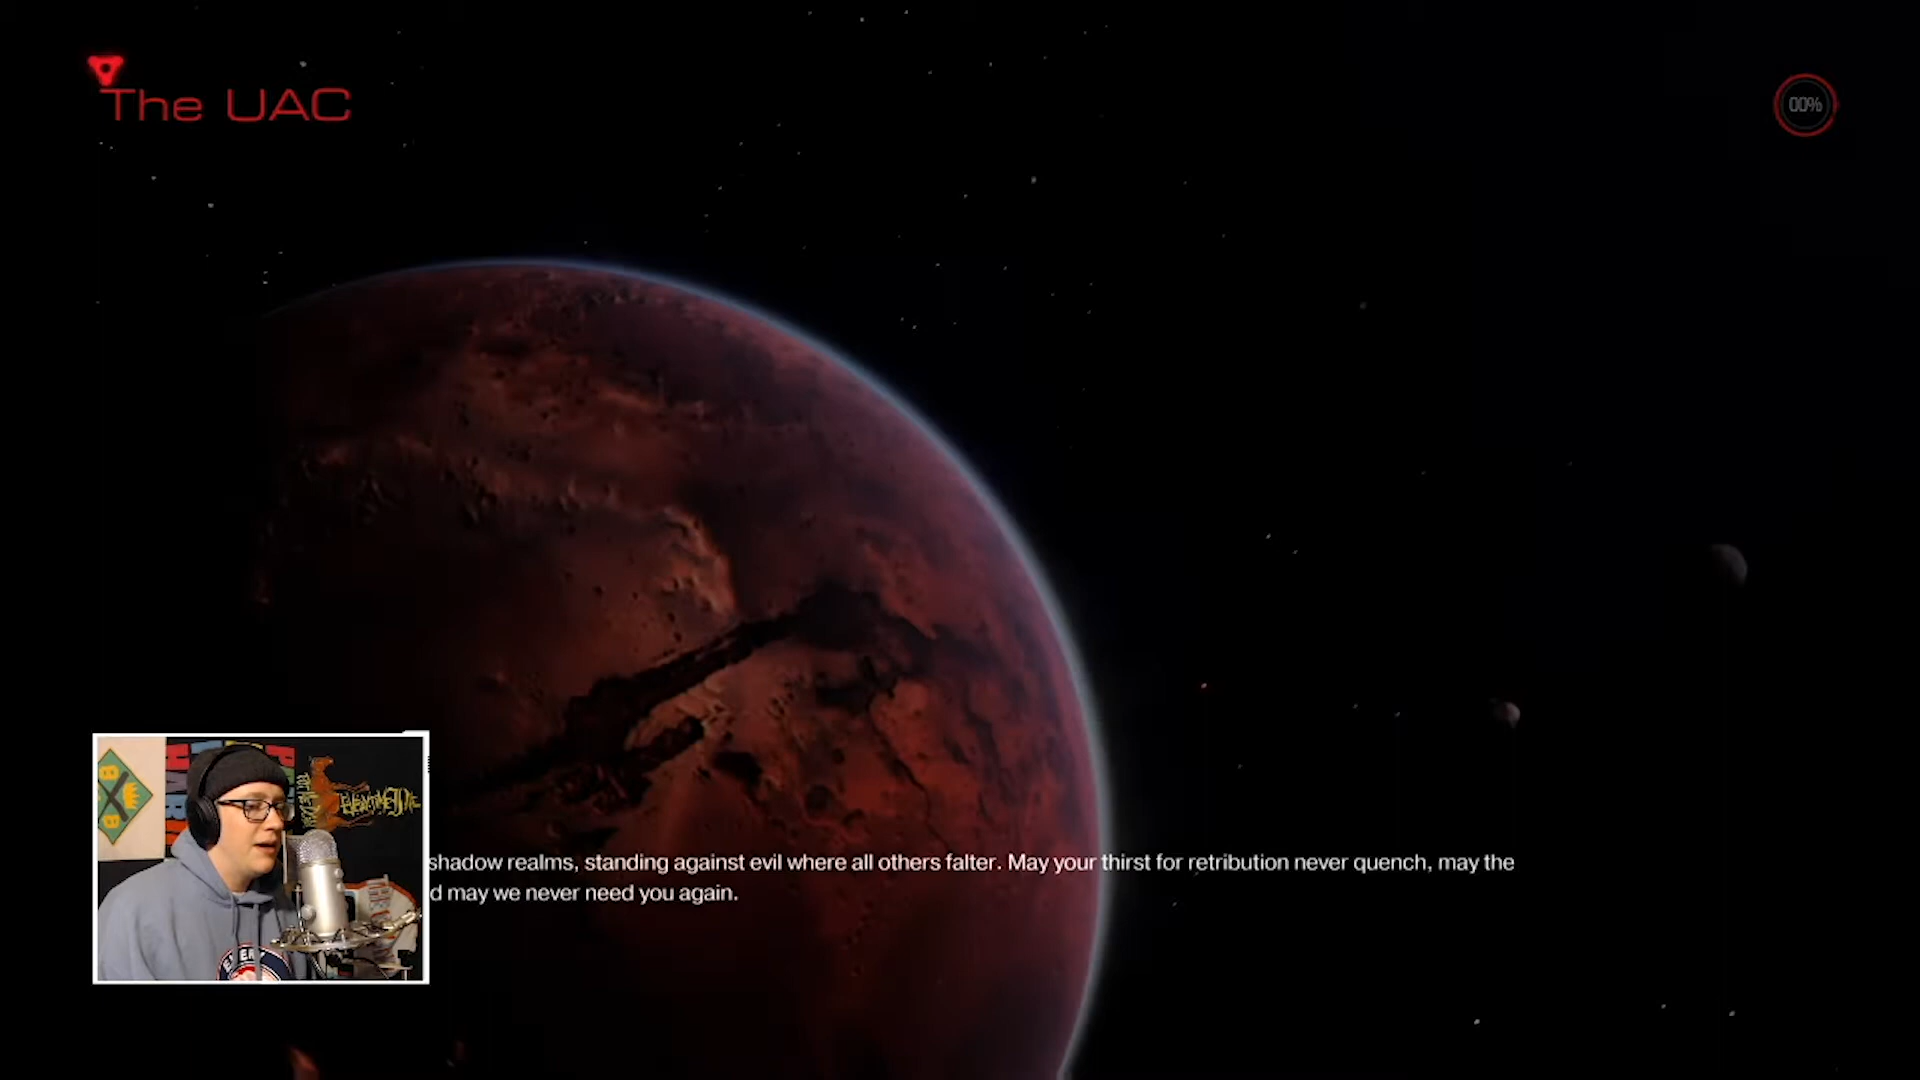 The UAC
00%
shadow realms, standing against evil where all others falter. May your thirst for retribution never quench, may the
d may we never need you again.